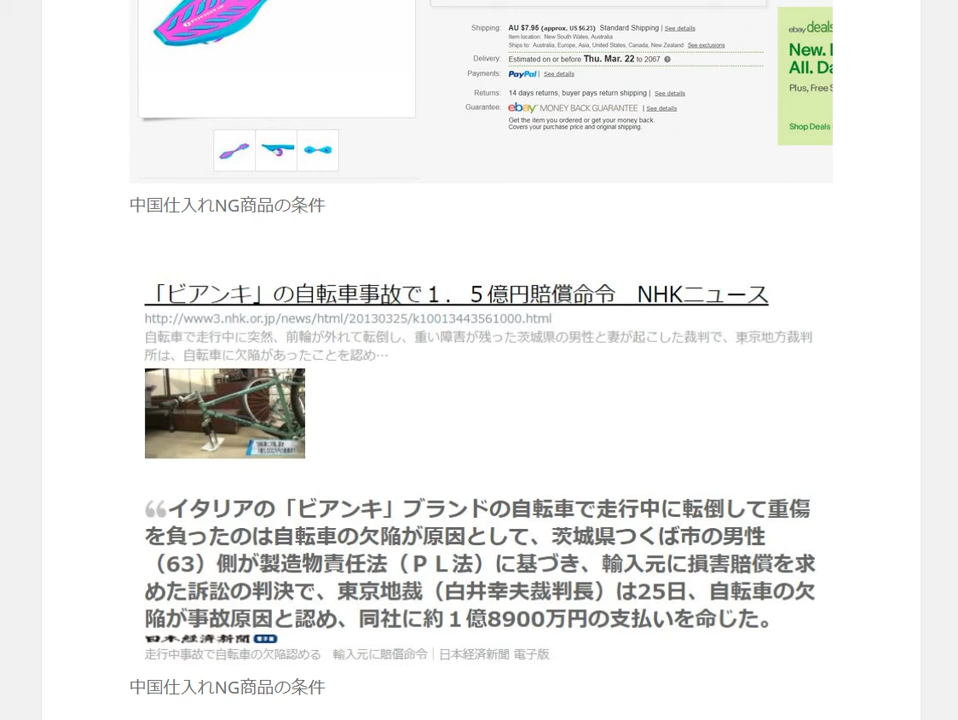 Shipping: AU $7.95 (approx. US $6.23) Standard Shipping | See details
Item location: New South Wales, Australia
Ships to: Australia, Europe, Asia, United States, Canada, New Zealand See exclusions
Delivery: Estimated on or before Thu. Mar. 22 to 2067
Payments: PayPal | See details
Returns: 14 days returns, buyer pays return shipping | See details
Guarantee: ebay MONEY BACK GUARANTEE | See details
Get the item you ordered or get your money back.
Covers your purchase price and original shipping.
ebay deals
New.
All. Da
Plus, Free S
Shop Deals
中国仕入れNG商品の条件
「ビアンキ」の自転車事故で１．５億円賠償命令 NHKニュース
http://www3.nhk.or.jp/news/html/20130325/k10013443561000.html
自転車で走行中に突然、前輪が外れて転倒し、重い障害が残った茨城県の男性と妻が起こした裁判で、東京地方裁判
所は、自転車に欠陥があったことを認め…
イタリアの「ビアンキ」ブランドの自転車で走行中に転倒して重傷
を負ったのは自転車の欠陥が原因として、茨城県つくば市の男性
（63）側が製造物責任法（ＰＬ法）に基づき、輸入元に損害賠償を求
めた訴訟の判決で、東京地裁（白井幸夫裁判長）は25日、自転車の欠
陥が事故原因と認め、同社に約１億8900万円の支払いを命じた。
日本経済新聞
走行中事故で自転車の欠陥認める 輸入元に賠償命令｜日本経済新聞 電子版
中国仕入れNG商品の条件